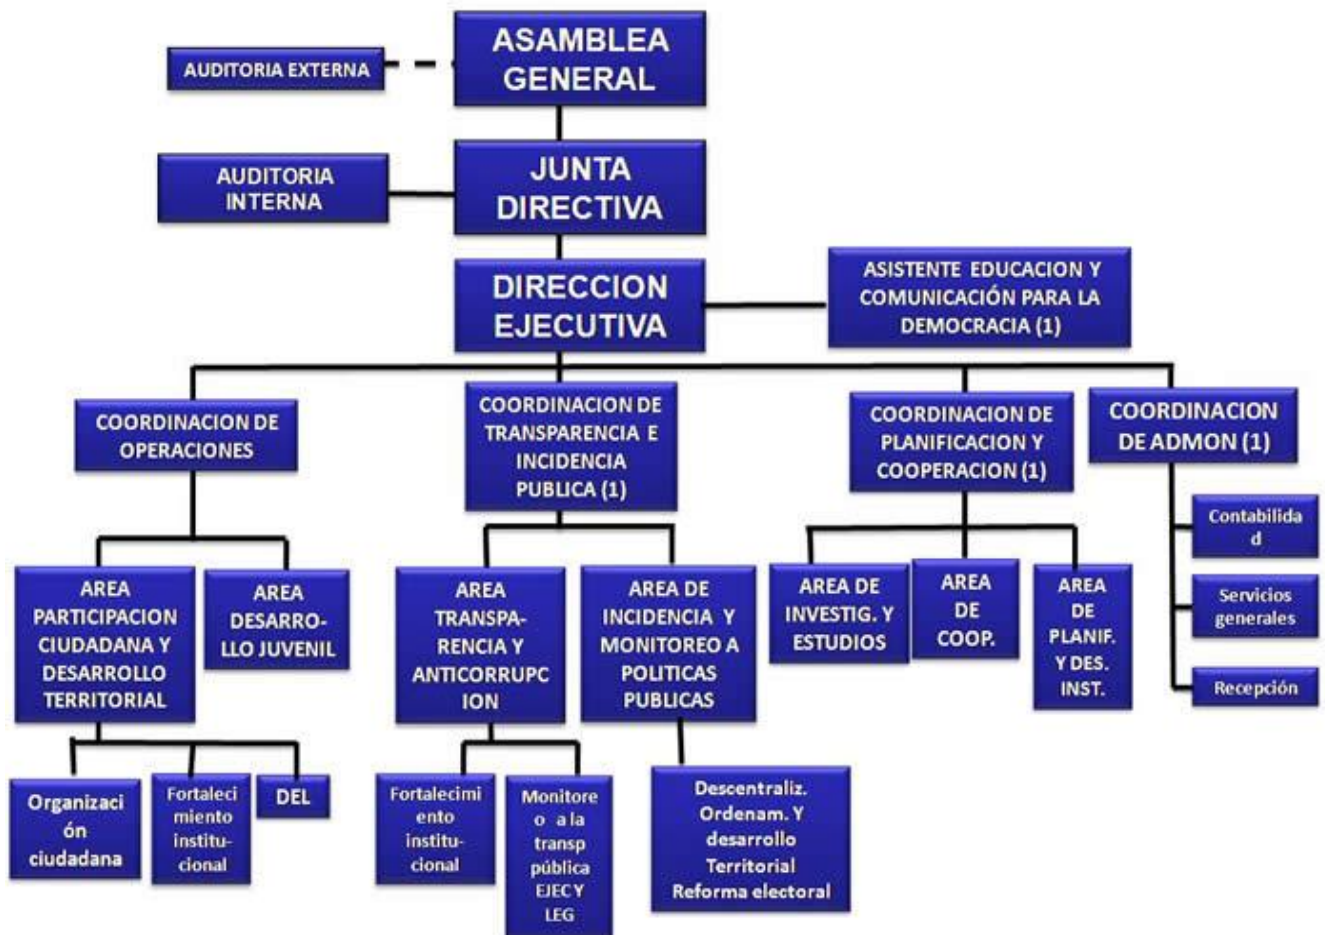 ASAMBLEA
GENERAL
AUDITORIA EXTERNA
JUNTA
DIRECTIVA
AUDITORIA
INTERNA
DIRECCION
EJECUTIVA
ASISTENTE EDUCACION Y
COMUNICACIÓN PARA LA
DEMOCRACIA (1)
COORDINACION DE
OPERACIONES
COORDINACION DE
TRANSPARENCIA E
INCIDENCIA
PUBLICA (1)
COORDINACION DE
PLANIFICACION Y
COOPERACION (1)
COORDINACION
DE ADMON (1)
Contabilida
d
Servicios
generales
Recepción
AREA
PARTICIPACION
CIUDADANA Y
DESARROLLO
TERRITORIAL
AREA
DESARRO-
LLO JUVENIL
AREA
TRANSPA-
RENCIA Y
ANTICORRUPC
ION
AREA DE
INCIDENCIA Y
MONITOREO A
POLITICAS
PUBLICAS
AREA DE
INVESTIG. Y
ESTUDIOS
AREA
DE
COOP.
AREA
DE
PLANIF.
Y DES.
INST.
Organizaci
ón
ciudadana
Fortaleci
miento
institu-
cional
DEL
Fortalecimi
ento
institu-
cional
Monitore
o a la
transp
pública
EJEC Y
LEG
Descentraliz.
Ordenam. Y
desarrollo
Territorial
Reforma electoral